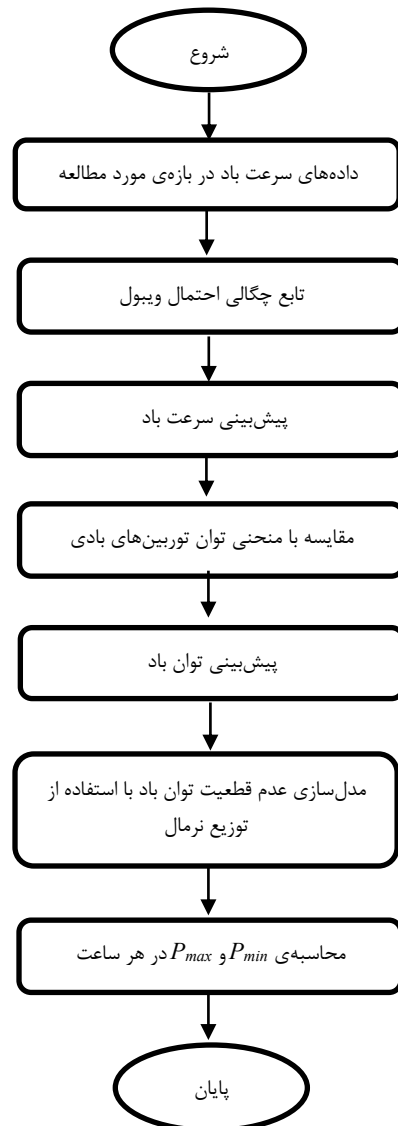 شروع
داده‌های سرعت باد در بازه‌ی مورد مطالعه
تابع چگالی احتمال ویبول
پیش‌بینی سرعت باد
مقایسه با منحنی توان توربین‌های بادی
پیش‌بینی توان باد
مدل‌سازی عدم قطعیت توان باد با استفاده از
توزیع نرمال
محاسبه‌ی Pmin و Pmax در هر ساعت
پایان